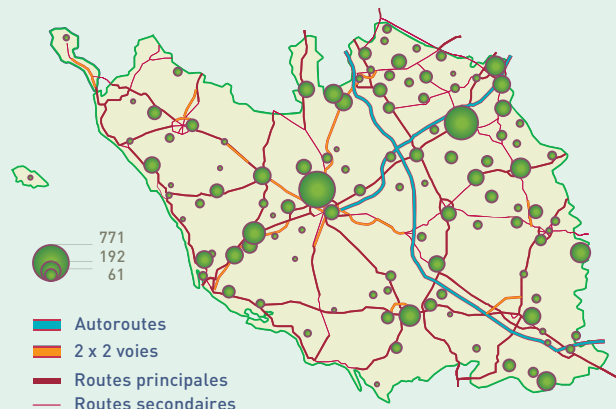 771
192
61
Autoroutes
2 x 2 voies
Routes principales
Routes secondaires